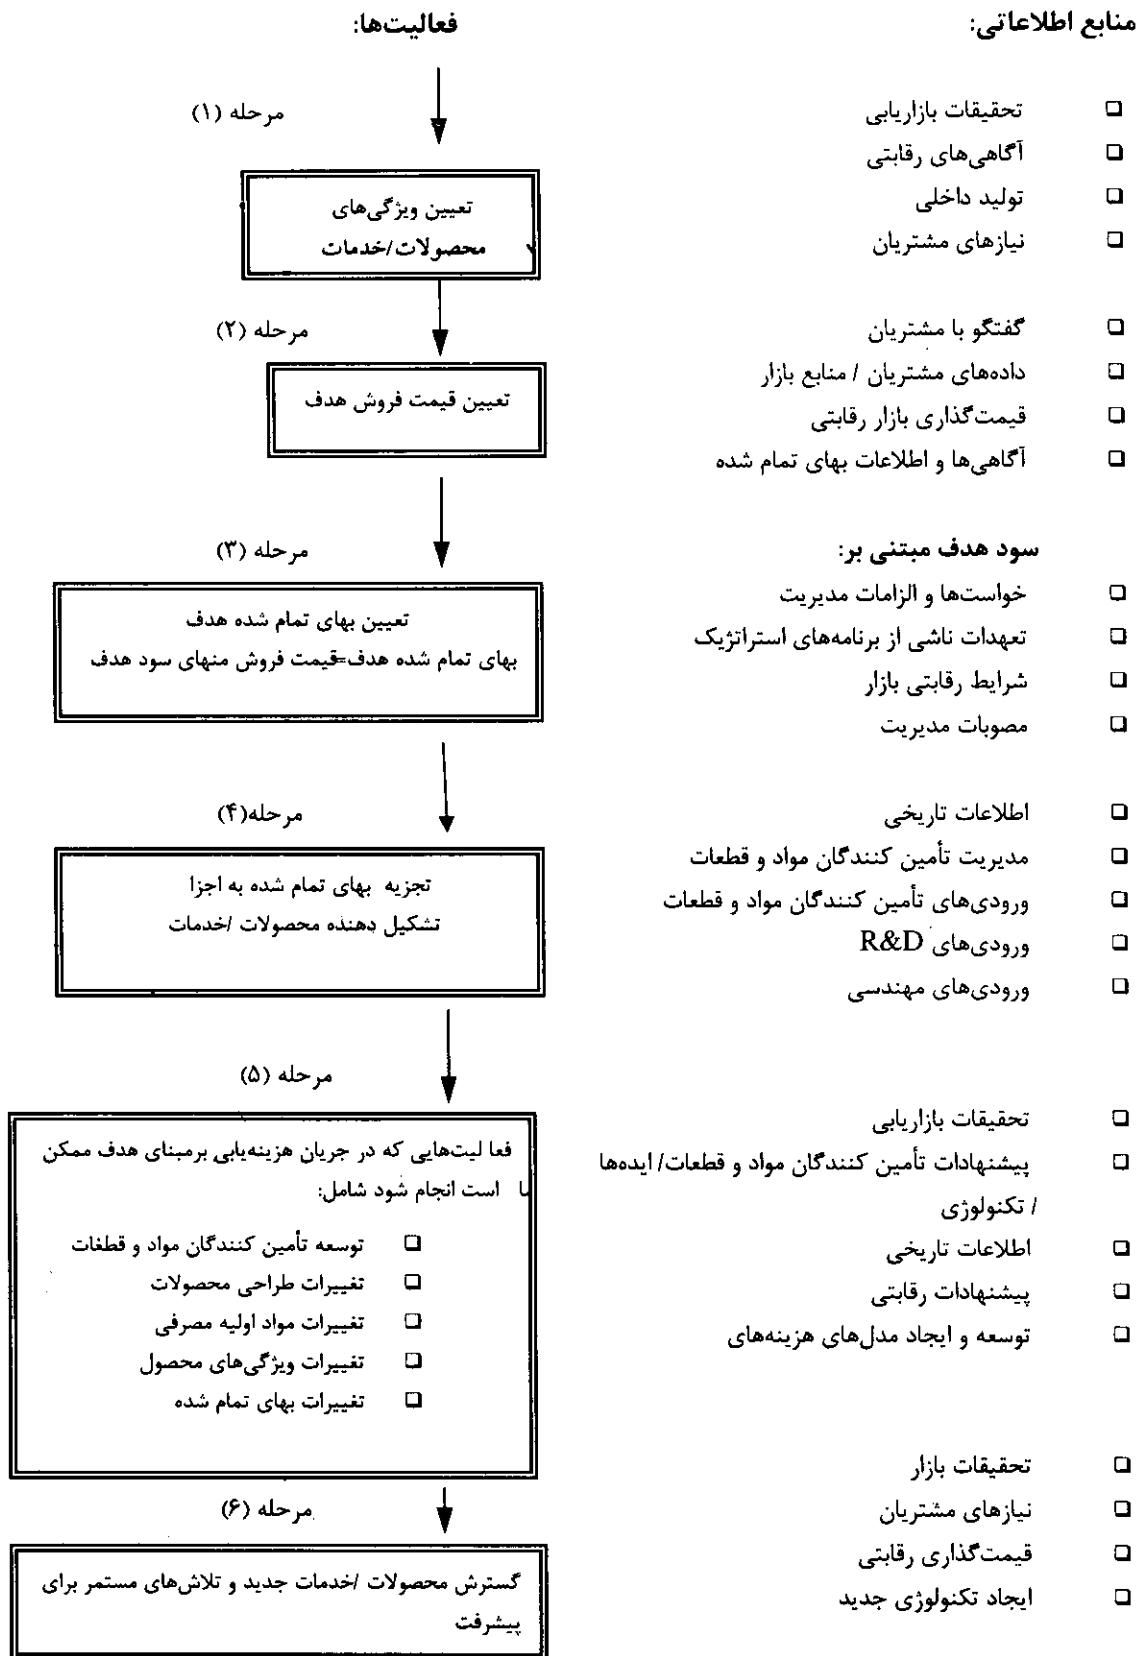 منابع اطلاعاتی:
فعالیت‌ها:
مرحله (۱)
❑ تحقیقات بازاریابی
❑ آگاهی‌های رقابتی
❑ تولید داخلی
❑ نیازهای مشتریان
تعیین ویژگی‌های
محصولات/خدمات
مرحله (۲)
❑ گفتگو با مشتریان
❑ داده‌های مشتریان / منابع بازار
❑ قیمت‌گذاری بازار رقابتی
❑ آگاهی‌ها و اطلاعات بهای تمام شده
تعیین قیمت فروش هدف
مرحله (۳)
سود هدف مبتنی بر:
❑ خواست‌ها و الزامات مدیریت
❑ تعهدات ناشی از برنامه‌های استراتژیک
❑ شرایط رقابتی بازار
❑ مصوبات مدیریت
تعیین بهای تمام شده هدف
بهای تمام شده هدف=قیمت فروش منهای سود هدف
مرحله(۴)
❑ اطلاعات تاریخی
❑ مدیریت تأمین کنندگان مواد و قطعات
❑ ورودی‌های تأمین کنندگان مواد و قطعات
❑ ورودی‌های R&D
❑ ورودی‌های مهندسی
تجزیه بهای تمام شده به اجزا
تشکیل دهنده محصولات /خدمات
مرحله (۵)
❑ تحقیقات بازاریابی
❑ پیشنهادات تأمین کنندگان مواد و قطعات/ ایده‌ها
/ تکنولوژی
❑ اطلاعات تاریخی
❑ پیشنهادات رقابتی
❑ توسعه و ایجاد مدل‌های هزینه‌های
فعا لیت‌هایی که در جریان هزینه‌یابی برمبنای هدف ممکن
است انجام شود شامل:
❑ توسعه تأمین کنندگان مواد و قطغات
❑ تغییرات طراحی محصولات
❑ تغییرات مواد اولیه مصرفی
❑ تغییرات ویژگی‌های محصول
❑ تغییرات بهای تمام شده
مرحله (۶)
❑ تحقیقات بازار
❑ نیازهای مشتریان
❑ قیمت‌گذاری رقابتی
❑ ایجاد تکنولوژی جدید
گسترش محصولات /خدمات جدید و تلاش‌های مستمر برای
پیشرفت